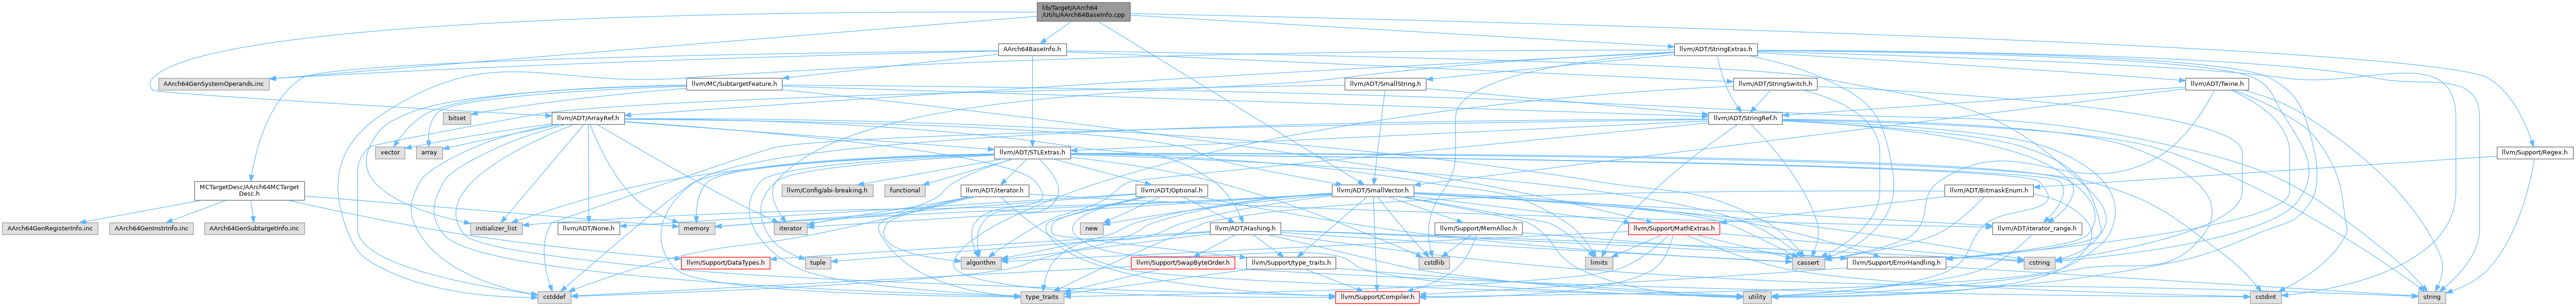 lib/Target/AArch64
/Utils/AArch64BaseInfo.cpp
AArch64BaseInfo.h
llvm/ADT/StringExtras.h
AArch64GenSystemOperands.inc
llvm/MC/SubtargetFeature.h
llvm/ADT/SmallString.h
llvm/ADT/StringSwitch.h
llvm/ADT/Twine.h
bitset
llvm/ADT/ArrayRef.h
llvm/ADT/StringRef.h
vector
array
llvm/ADT/STLExtras.h
llvm/Support/Regex.h
MCTargetDesc/AArch64MCTarget
Desc.h
llvm/Config/abi-breaking.h
functional
llvm/ADT/iterator.h
llvm/ADT/Optional.h
llvm/ADT/SmallVector.h
llvm/ADT/BitmaskEnum.h
AArch64GenRegisterInfo.inc
AArch64GenInstrInfo.inc
AArch64GenSubtargetInfo.inc
initializer_list
llvm/ADT/None.h
memory
iterator
new
llvm/ADT/Hashing.h
llvm/Support/MemAlloc.h
llvm/Support/MathExtras.h
llvm/ADT/iterator_range.h
llvm/Support/DataTypes.h
tuple
algorithm
llvm/Support/SwapByteOrder.h
llvm/Support/type_traits.h
cstdlib
limits
cassert
llvm/Support/ErrorHandling.h
cstring
cstddef
type_traits
llvm/Support/Compiler.h
utility
cstdint
string